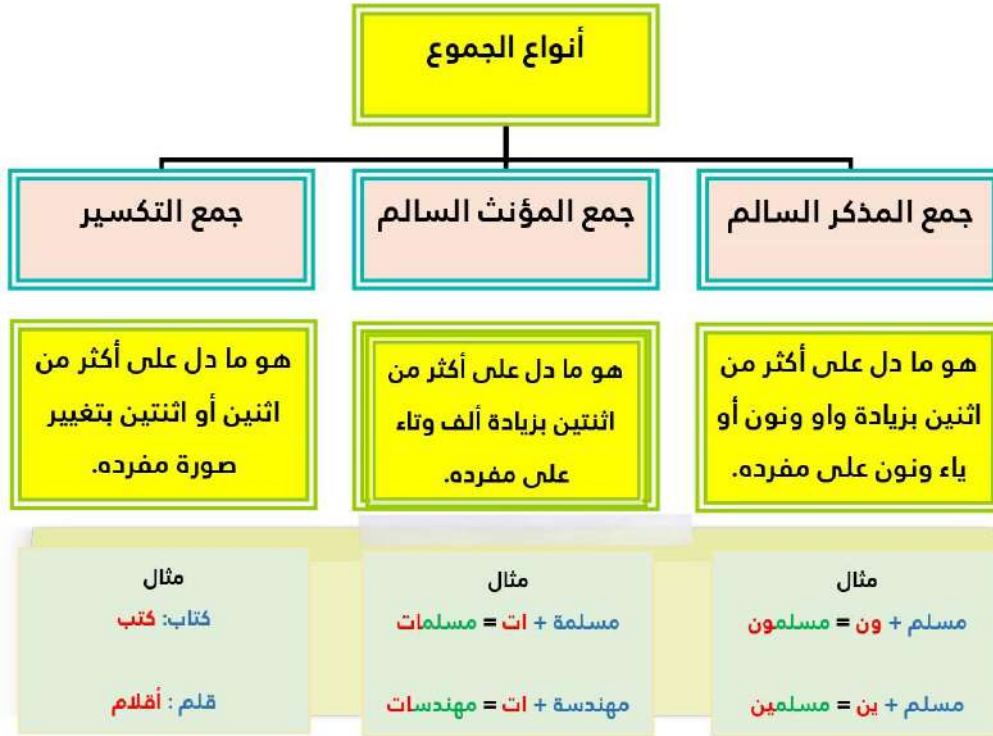 أنواع الجموع
جمع المذكر السالم
هو ما دل على أكثر من
اثنين بزيادة واو ونون أو
ياء ونون على مفرده.
مثال
مسلم + ون = مسلمون
مسلم + ين = مسلمين
جمع المؤنث السالم
هو ما دل على أكثر من
اثنتين بزيادة ألف وتاء
على مفرده.
مثال
مسلمة + ات = مسلمات
مهندسة + ات = مهندسات
جمع التكسير
هو ما دل على أكثر من
اثنين أو اثنتين بتغيير
صورة مفرده.
مثال
كتاب: كتب
قلم : أقلام